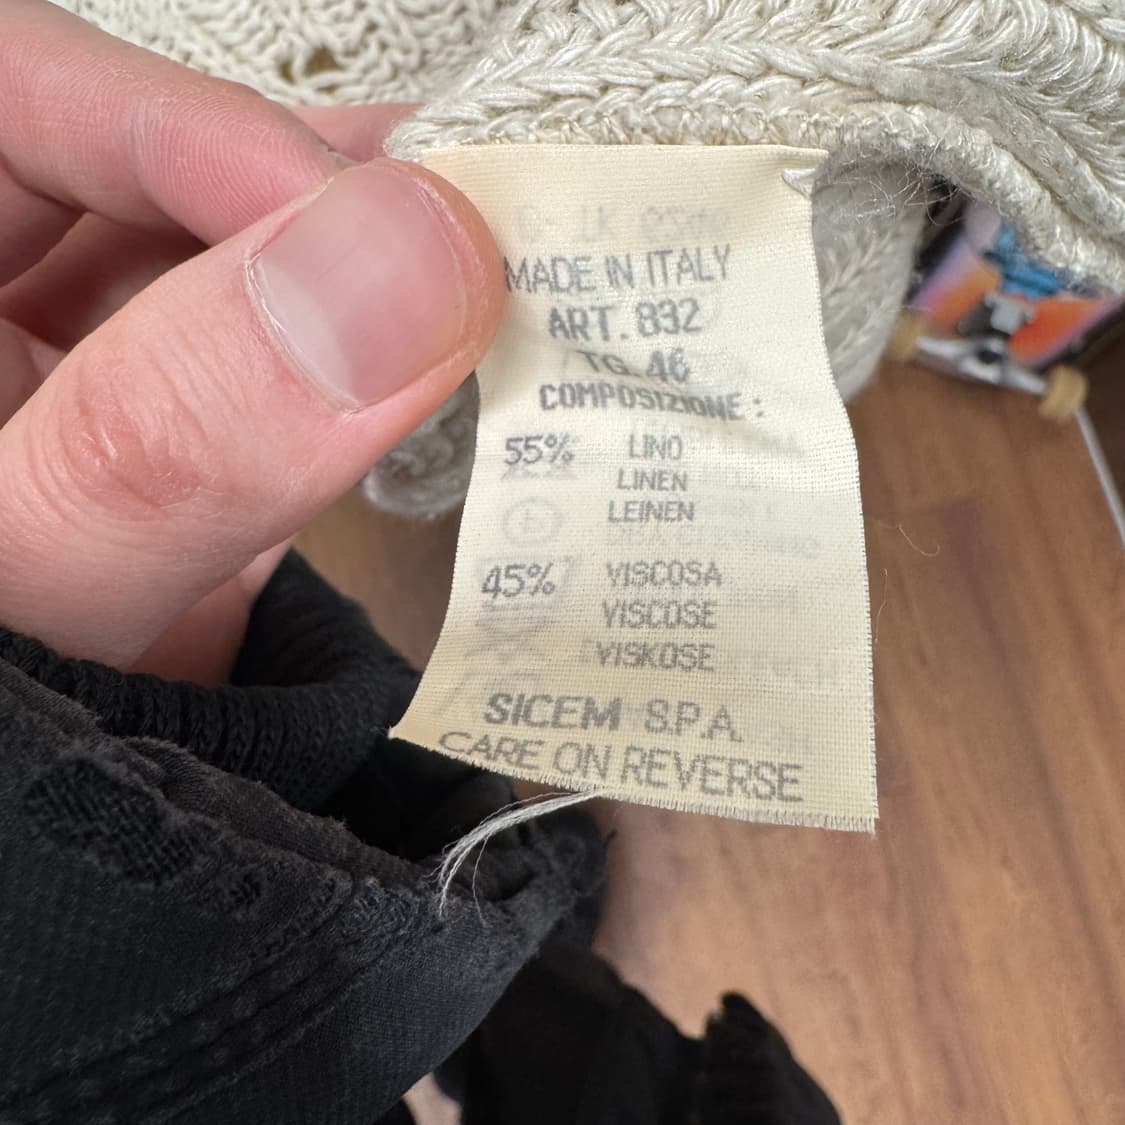 MADE IN ITALY
ART. 832
TG.46
COMPOSIZIONE :
55% LINO
LINEN
LEINEN
45% VISCOSA
VISCOSE
VISKOSE
SICEM S.P.A.
CARE ON REVERSE